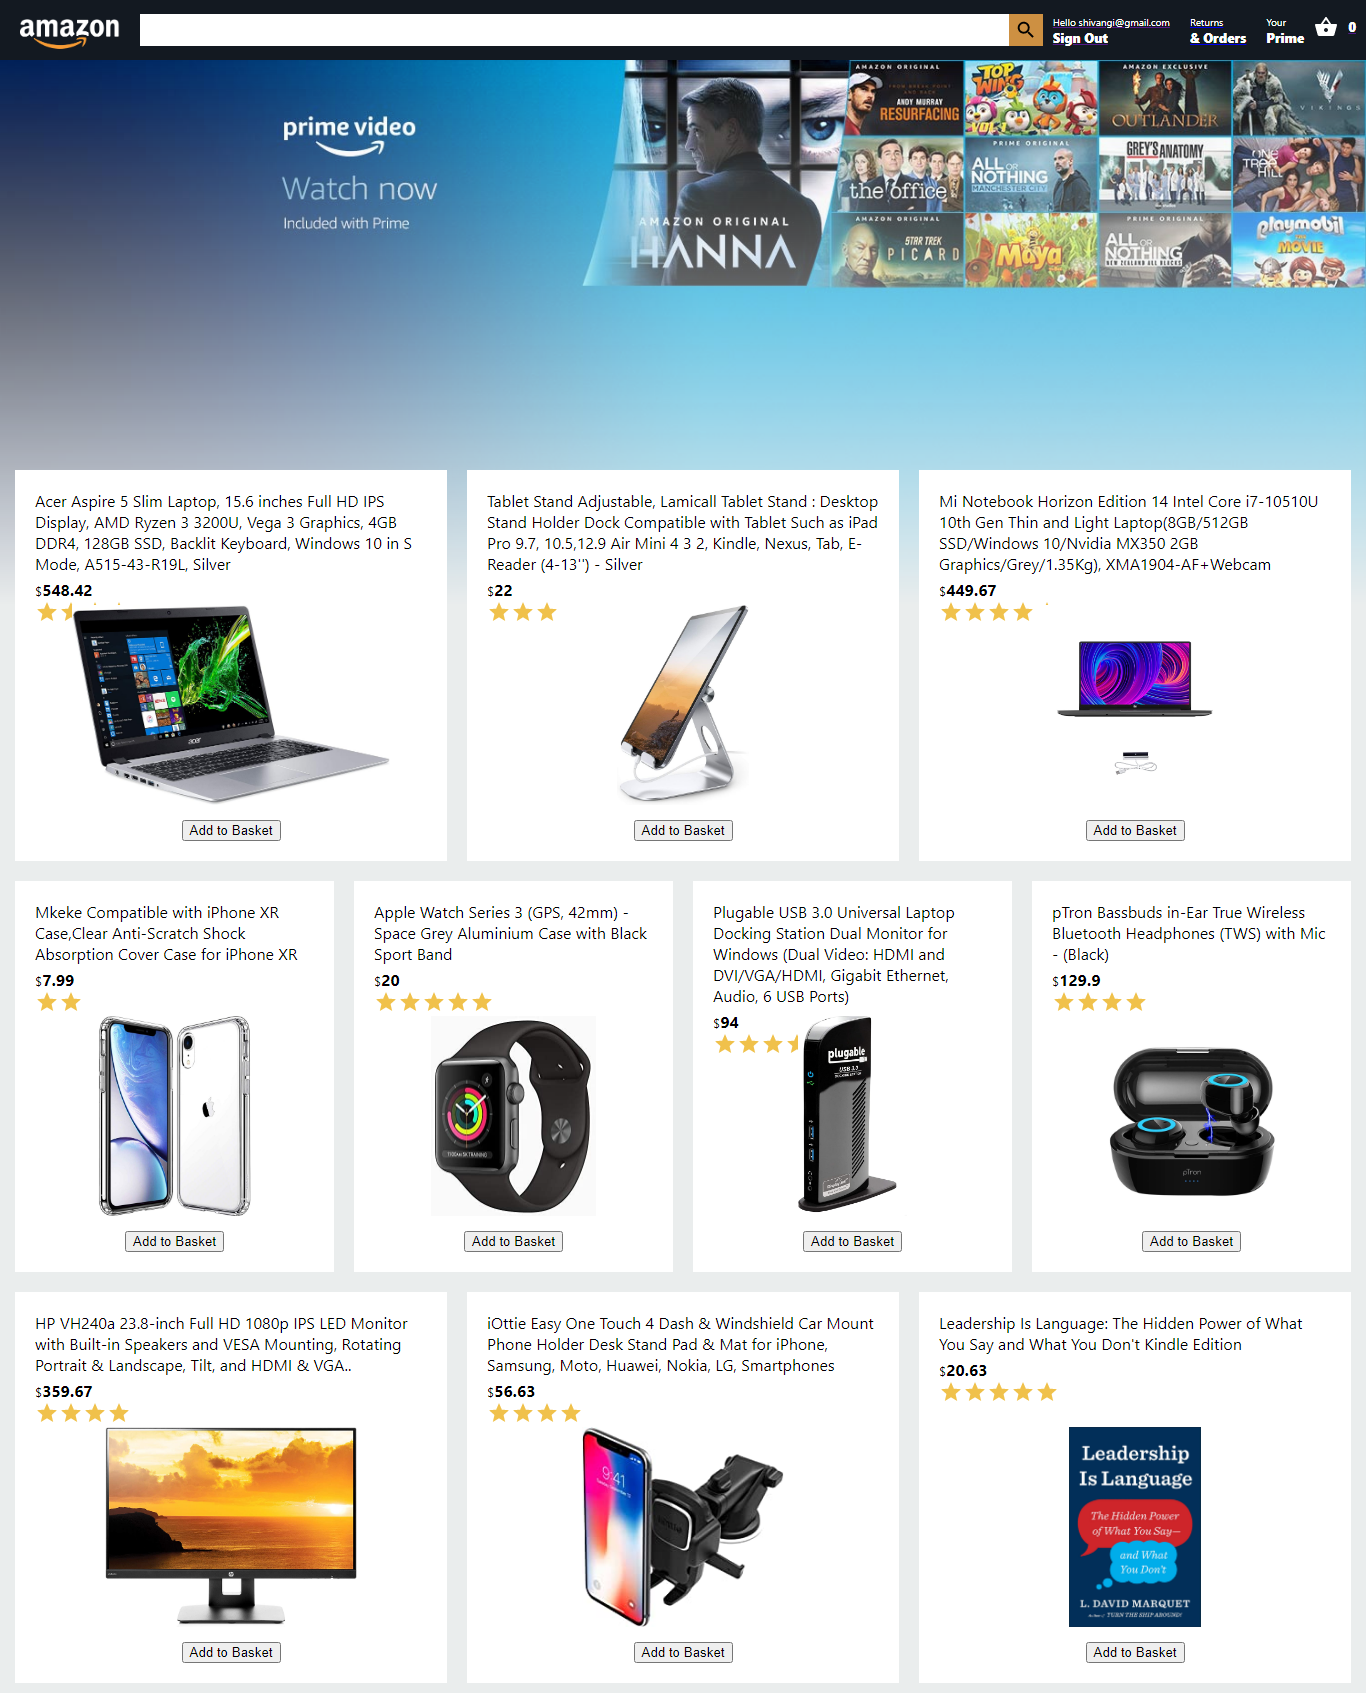 amazon
Hello shivangi@gmail.com
Sign Out
Returns
& Orders
Your
Prime
0
prime video
Watch now
Included with Prime
AMAZON ORIGINAL
HANNA
AMAZON ORIGINAL
ANDY MURRAY
RESURFACING
TOP WING
VOL 1
AMAZON EXCLUSIVE
OUTLANDER
VIKINGS
the office
PRIME ORIGINAL
ALL OR NOTHING
MANCHESTER CITY
GREY'S ANATOMY
ONE TREE HILL
AMAZON ORIGINAL
STAR TREK
PICARD
Maya
PRIME ORIGINAL
ALL OR NOTHING
NEW ZEALAND ALL BLACKS
playmobil
THE MOVIE
Acer Aspire 5 Slim Laptop, 15.6 inches Full HD IPS
Display, AMD Ryzen 3 3200U, Vega 3 Graphics, 4GB
DDR4, 128GB SSD, Backlit Keyboard, Windows 10 in S
Mode, A515-43-R19L, Silver
$548.42
acer
Add to Basket
Tablet Stand Adjustable, Lamicall Tablet Stand : Desktop
Stand Holder Dock Compatible with Tablet Such as iPad
Pro 9.7, 10.5,12.9 Air Mini 4 3 2, Kindle, Nexus, Tab, E-
Reader (4-13'') - Silver
$22
Add to Basket
Mi Notebook Horizon Edition 14 Intel Core i7-10510U
10th Gen Thin and Light Laptop(8GB/512GB
SSD/Windows 10/Nvidia MX350 2GB
Graphics/Grey/1.35Kg), XMA1904-AF+Webcam
$449.67
Add to Basket
Mkeke Compatible with iPhone XR
Case,Clear Anti-Scratch Shock
Absorption Cover Case for iPhone XR
$7.99
Add to Basket
Apple Watch Series 3 (GPS, 42mm) -
Space Grey Aluminium Case with Black
Sport Band
$20
Add to Basket
Plugable USB 3.0 Universal Laptop
Docking Station Dual Monitor for
Windows (Dual Video: HDMI and
DVI/VGA/HDMI, Gigabit Ethernet,
Audio, 6 USB Ports)
$94
plugable
USB 3.0
Add to Basket
pTron Bassbuds in-Ear True Wireless
Bluetooth Headphones (TWS) with Mic
- (Black)
$129.9
pTron
Add to Basket
HP VH240a 23.8-inch Full HD 1080p IPS LED Monitor
with Built-in Speakers and VESA Mounting, Rotating
Portrait & Landscape, Tilt, and HDMI & VGA..
$359.67
Add to Basket
iOttie Easy One Touch 4 Dash & Windshield Car Mount
Phone Holder Desk Stand Pad & Mat for iPhone,
Samsung, Moto, Huawei, Nokia, LG, Smartphones
$56.63
9:41
Add to Basket
Leadership Is Language: The Hidden Power of What
You Say and What You Don't Kindle Edition
$20.63
Leadership
Is Language
The Hidden Power
of What You Say—
and What
You Don't
L. DAVID MARQUET
Author of TURN THE SHIP AROUND!
Add to Basket